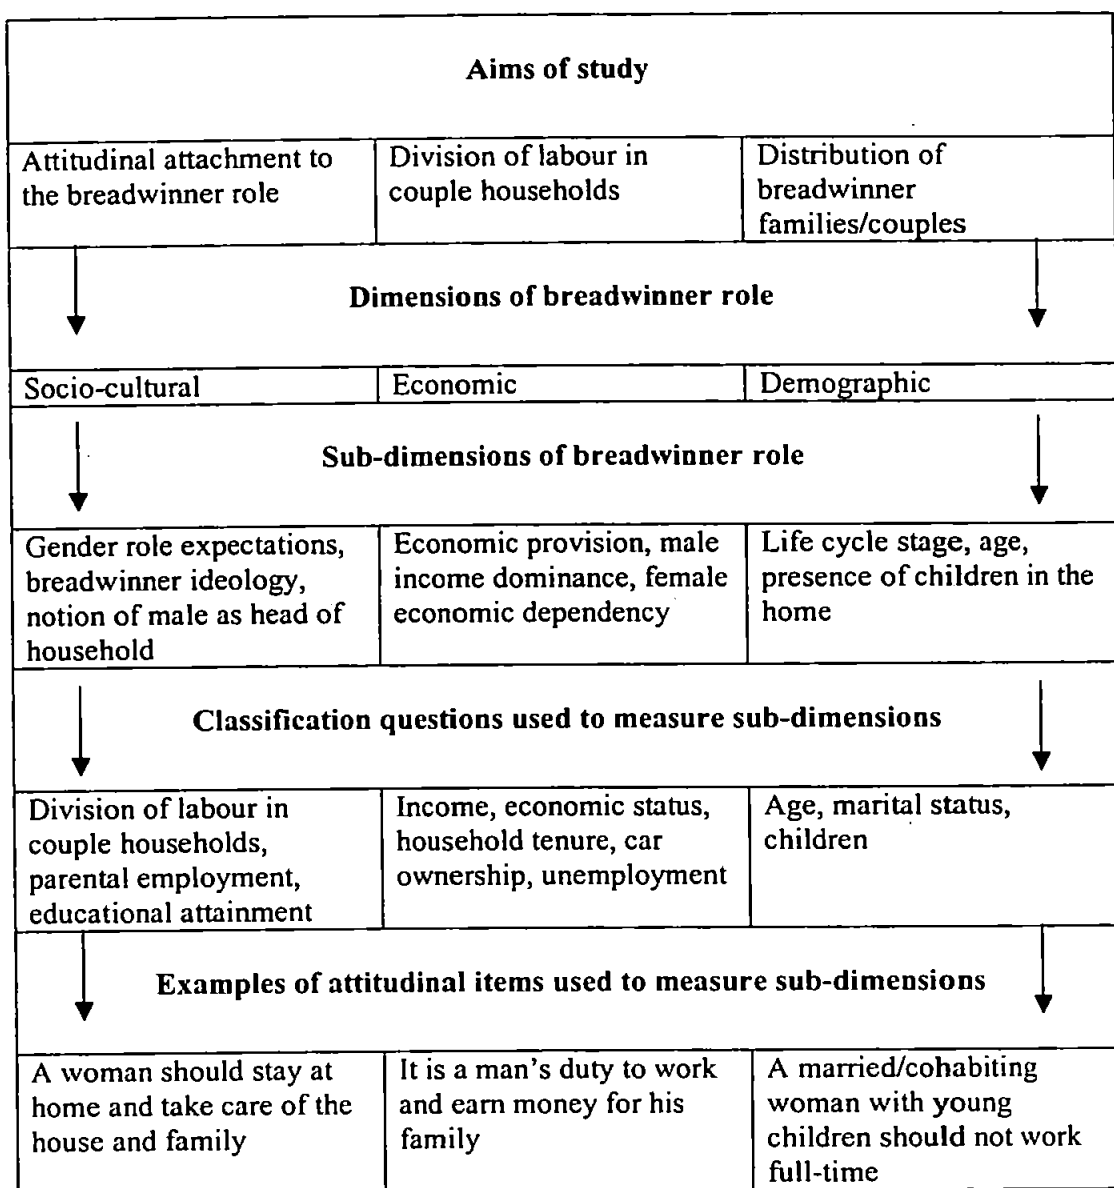 Aims of study
Attitudinal attachment to
the breadwinner role
Division of labour in
couple households
Distribution of
breadwinner
families/couples
Dimensions of breadwinner role
Socio-cultural
Economic
Demographic
Sub-dimensions of breadwinner role
Gender role expectations,
breadwinner ideology,
notion of male as head of
household
Economic provision, male
income dominance, female
economic dependency
Life cycle stage, age,
presence of children in the
home
Classification questions used to measure sub-dimensions
Division of labour in
couple households,
parental employment,
educational attainment
Income, economic status,
household tenure, car
ownership, unemployment
Age, marital status,
children
Examples of attitudinal items used to measure sub-dimensions
A woman should stay at
home and take care of the
house and family
It is a man's duty to work
and earn money for his
family
A married/cohabiting
woman with young
children should not work
full-time